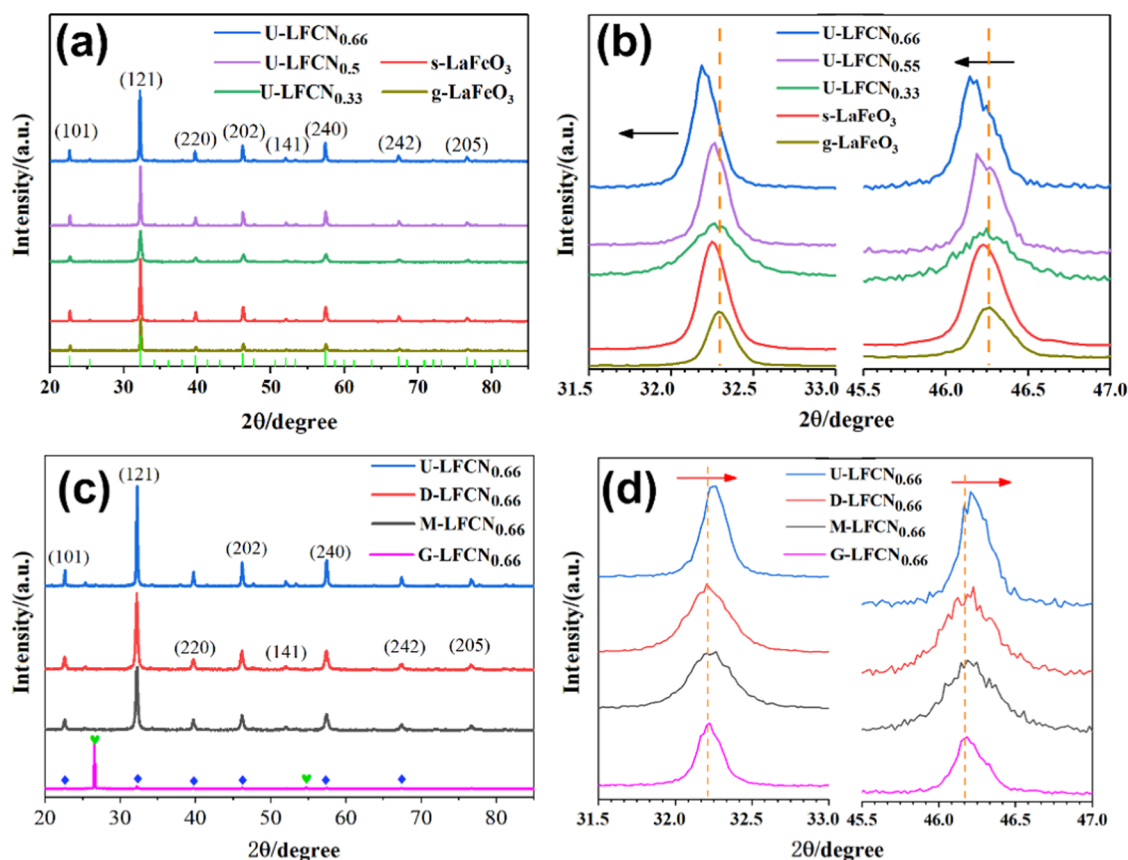 (a)
U-LFCN0.66
U-LFCN0.5
s-LaFeO3
U-LFCN0.33
g-LaFeO3
(121)
(101)
(220)
(202)
(141)
(240)
(242)
(205)
Intensity/(a.u.)
20 30 40 50 60 70 80
2θ/degree
(b)
U-LFCN0.66
U-LFCN0.55
U-LFCN0.33
s-LaFeO3
g-LaFeO3
Intensity/(a.u.)
31.5 32.0 32.5 33.0 45.5 46.0 46.5 47.0
2θ/degree
(c)
U-LFCN0.66
D-LFCN0.66
M-LFCN0.66
G-LFCN0.66
(121)
(101)
(202)
(240)
(220)
(141)
(242)
(205)
Intensity/(a.u.)
20 30 40 50 60 70 80
2θ/degree
(d)
U-LFCN0.66
D-LFCN0.66
M-LFCN0.66
G-LFCN0.66
Intensity/(a.u.)
31.5 32.0 32.5 33.0 45.5 46.0 46.5 47.0
2θ/degree